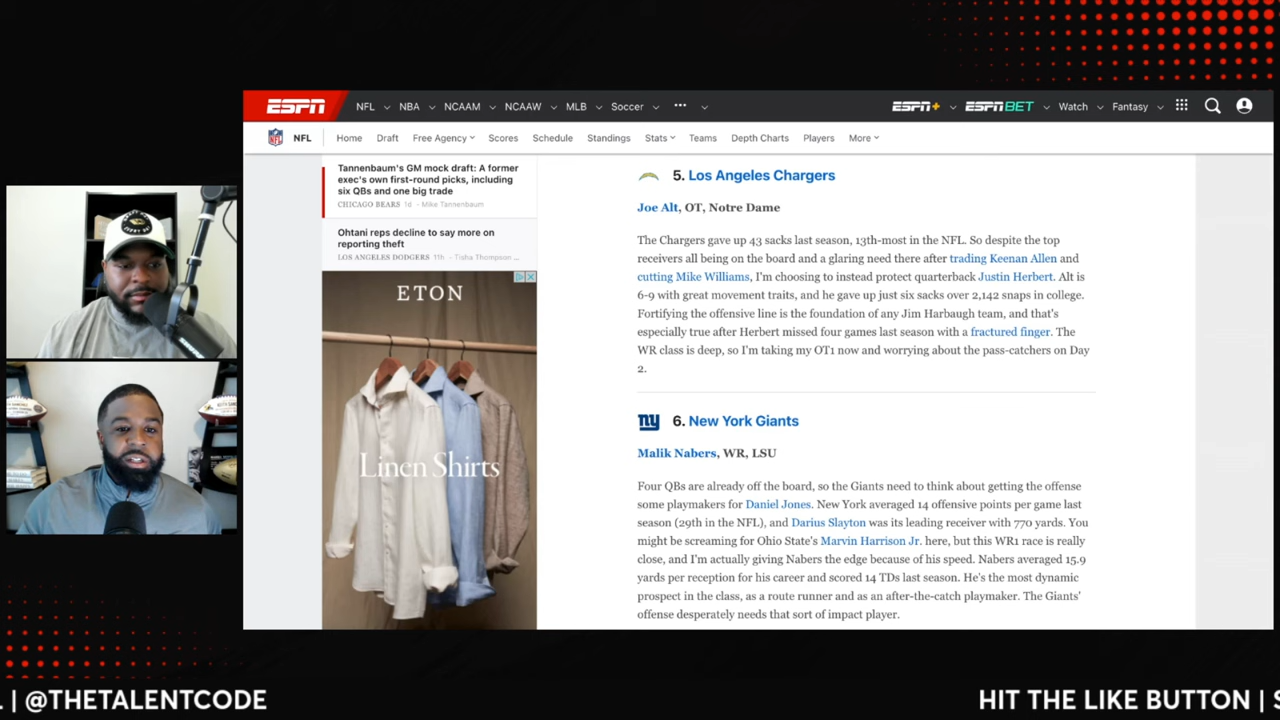 ESPN NFL NBA NCAAM NCAAW MLB Soccer ••• ESPN+ ESPN BET Watch Fantasy
NFL Home Draft Free Agency Scores Schedule Standings Stats Teams Depth Charts Players More
Tannenbaum's GM mock draft: A former
exec's own first-round picks, including
six QBs and one big trade
CHICAGO BEARS 1d - Mike Tannenbaum
Ohtani reps decline to say more on
reporting theft
LOS ANGELES DODGERS 11h - Tisha Thompson ...
ETON
Linen Shirts
5. Los Angeles Chargers
Joe Alt, OT, Notre Dame
The Chargers gave up 43 sacks last season, 13th-most in the NFL. So despite the top
receivers all being on the board and a glaring need there after trading Keenan Allen and
cutting Mike Williams, I'm choosing to instead protect quarterback Justin Herbert. Alt is
6-9 with great movement traits, and he gave up just six sacks over 2,142 snaps in college.
Fortifying the offensive line is the foundation of any Jim Harbaugh team, and that's
especially true after Herbert missed four games last season with a fractured finger. The
WR class is deep, so I'm taking my OT1 now and worrying about the pass-catchers on Day
2.
ny 6. New York Giants
Malik Nabers, WR, LSU
Four QBs are already off the board, so the Giants need to think about getting the offense
some playmakers for Daniel Jones. New York averaged 14 offensive points per game last
season (29th in the NFL), and Darius Slayton was its leading receiver with 770 yards. You
might be screaming for Ohio State's Marvin Harrison Jr. here, but this WR1 race is really
close, and I'm actually giving Nabers the edge because of his speed. Nabers averaged 15.9
yards per reception for his career and scored 14 TDs last season. He's the most dynamic
prospect in the class, as a route runner and as an after-the-catch playmaker. The Giants'
offense desperately needs that sort of impact player.
. | @THETALENTCODE HIT THE LIKE BUTTON | S